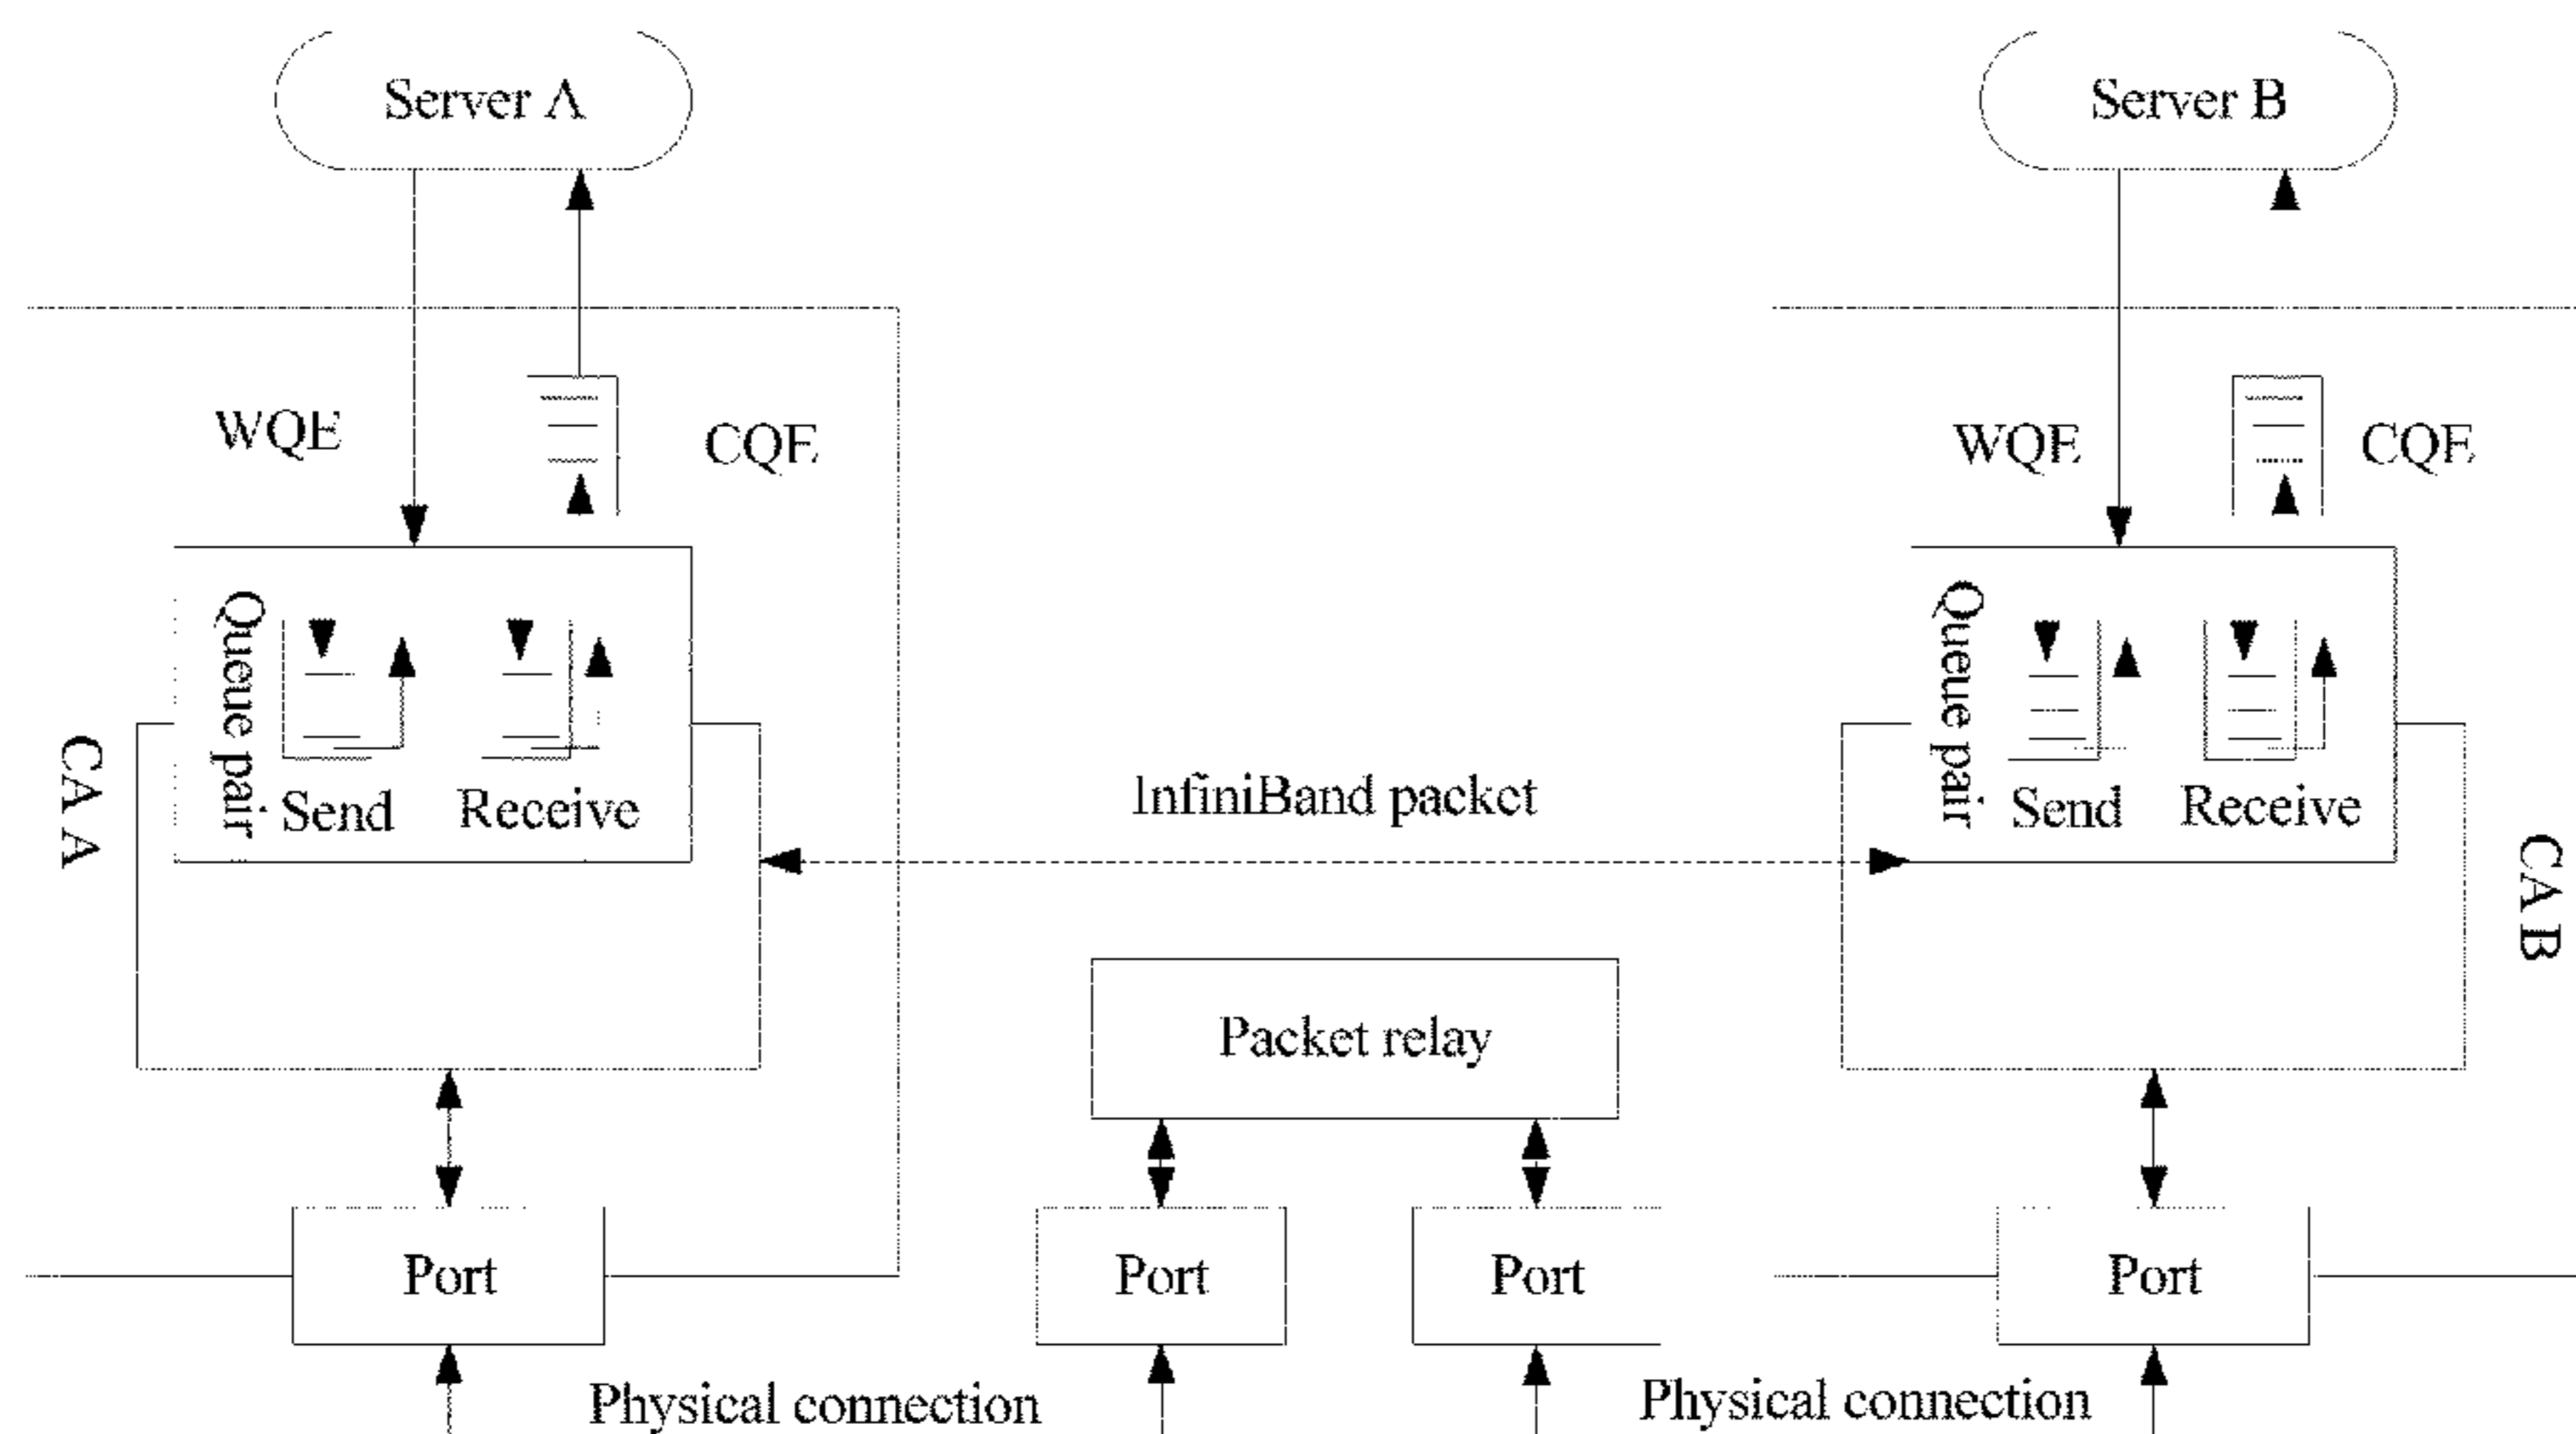 Server A
Server B
WQE
CQE
WQE
CQE
Queue pair
Send
Receive
CA A
InfiniBand packet
Queue pair
Send
Receive
CA B
Packet relay
Port
Port
Port
Port
Physical connection
Physical connection